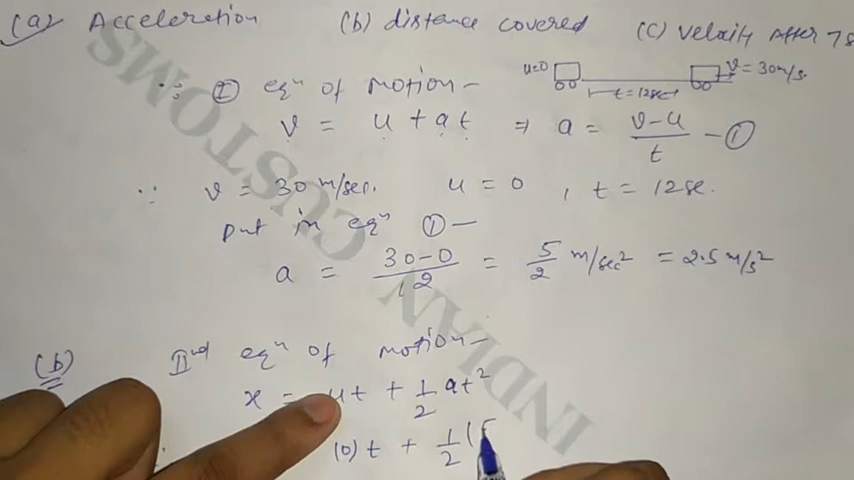 (a) Acceleration (b) distance covered (c) velocity After 7s
u=0 t=12sec v=30m/s.
∵ Ⓘ eqⁿ of motion -
v = u + at ⇒ a = v-u / t - ①
∵ v = 30 m/sec. u = 0 , t = 12se.
put in eqⁿ ① -
a = 30-0 / 12 = 5/2 m/sec² = 2.5 m/s²
(b) IInd eqⁿ of motion -
x = ut + 1/2 at²
(0)t + 1/2 (5
INDIAN CUSTOMS